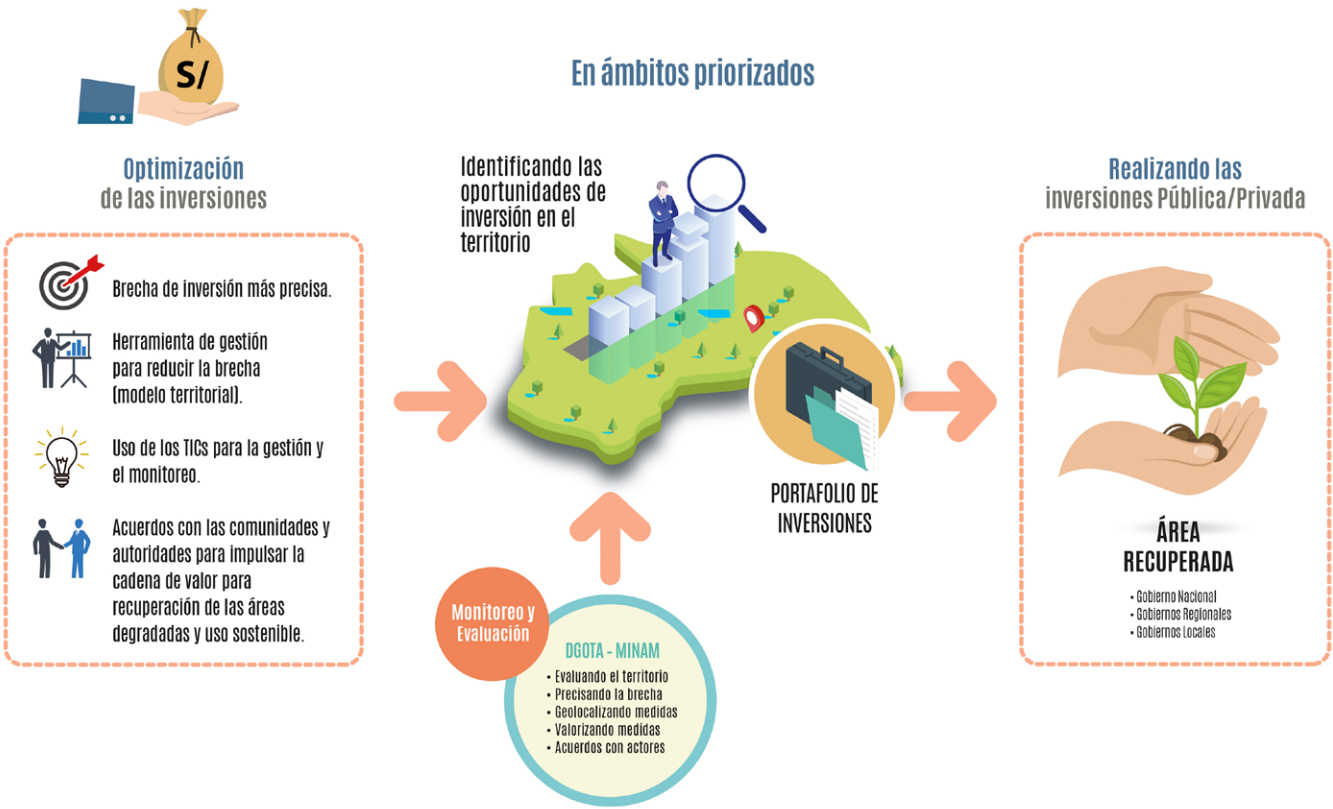 S/
Optimización
de las inversiones
Brecha de inversión más precisa.
Herramienta de gestión
para reducir la brecha
(modelo territorial).
Uso de los TICs para la gestión y
el monitoreo.
Acuerdos con las comunidades y
autoridades para impulsar la
cadena de valor para
recuperación de las áreas
degradadas y uso sostenible.
En ámbitos priorizados
Identificando las
oportunidades de
inversión en el
territorio
PORTAFOLIO DE
INVERSIONES
Monitoreo y
Evaluación
DGOTA - MINAM
• Evaluando el territorio
• Precisando la brecha
• Geolocalizando medidas
• Valorizando medidas
• Acuerdos con actores
Realizando las
inversiones Pública/Privada
ÁREA
RECUPERADA
• Gobierno Nacional
• Gobiernos Regionales
• Gobiernos Locales